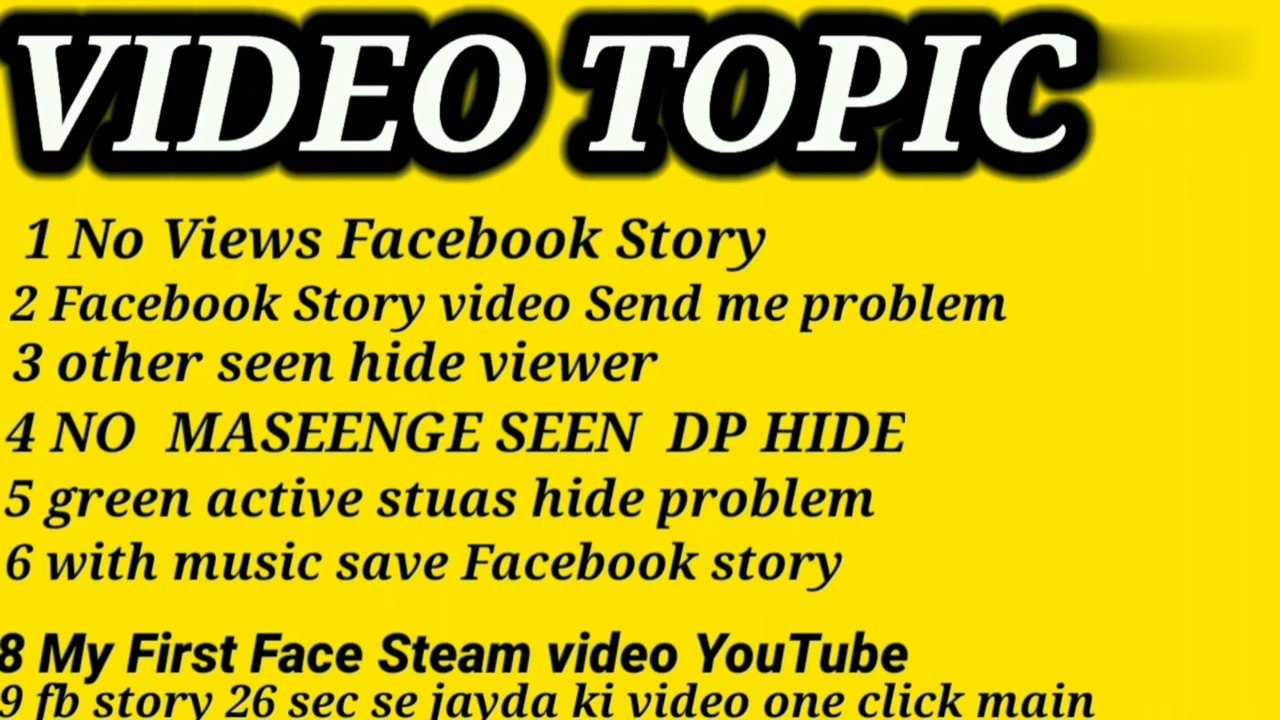 VIDEO TOPIC
1 No Views Facebook Story
2 Facebook Story video Send me problem
3 other seen hide viewer
4 NO MASEENGE SEEN DP HIDE
5 green active stuas hide problem
6 with music save Facebook story
8 My First Face Steam video YouTube
9 fb story 26 sec se jayda ki video one click main